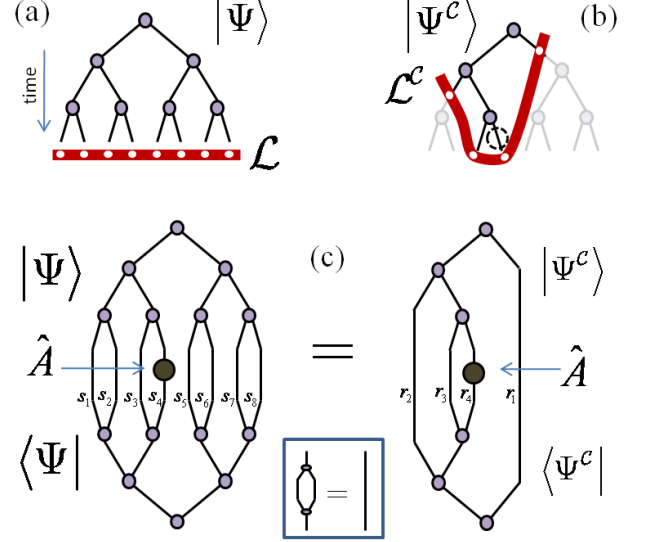 (a) |Ψ⟩
time
ℒ
(b) |Ψ^𝒞⟩
ℒ^𝒞
(c)
|Ψ⟩ |Ψ^𝒞⟩
Â = Â
s₁ s₂ s₃ s₄ s₅ s₆ s₇ s₈ r₂ r₃ r₄ r₁
⟨Ψ| ⟨Ψ^𝒞|
=